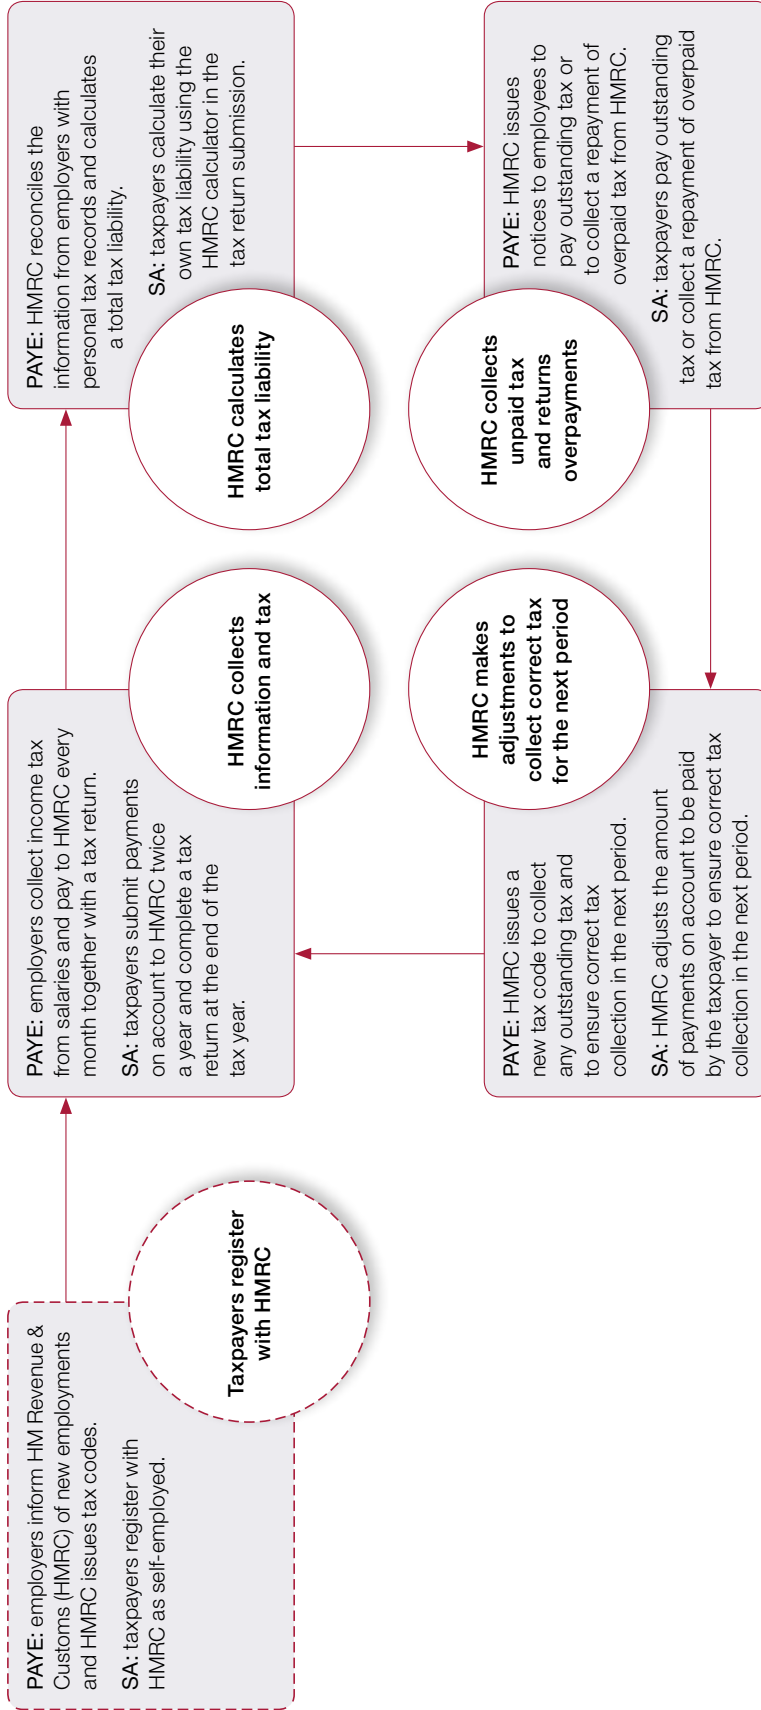 PAYE: employers inform HM Revenue &
Customs (HMRC) of new employments
and HMRC issues tax codes.
SA: taxpayers register with
HMRC as self-employed.
Taxpayers register
with HMRC
PAYE: employers collect income tax
from salaries and pay to HMRC every
month together with a tax return.
SA: taxpayers submit payments
on account to HMRC twice
a year and complete a tax
return at the end of the
tax year.
HMRC collects
information and tax
PAYE: HMRC reconciles the
information from employers with
personal tax records and calculates
a total tax liability.
SA: taxpayers calculate their
own tax liability using the
HMRC calculator in the
tax return submission.
HMRC calculates
total tax liability
HMRC collects
unpaid tax
and returns
overpayments
PAYE: HMRC issues
notices to employees to
pay outstanding tax or
to collect a repayment of
overpaid tax from HMRC.
SA: taxpayers pay outstanding
tax or collect a repayment of overpaid
tax from HMRC.
HMRC makes
adjustments to
collect correct tax
for the next period
PAYE: HMRC issues a
new tax code to collect
any outstanding tax and
to ensure correct tax
collection in the next period.
SA: HMRC adjusts the amount
of payments on account to be paid
by the taxpayer to ensure correct tax
collection in the next period.